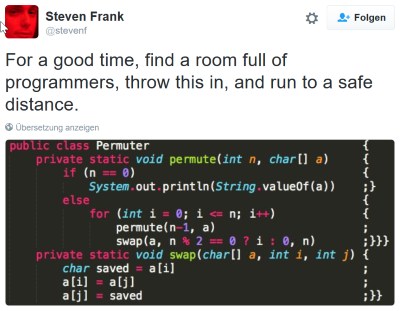 Steven Frank
@stevenf
Folgen
For a good time, find a room full of
programmers, throw this in, and run to a safe
distance.
Übersetzung anzeigen
public class Permuter {
private static void permute(int n, char[] a) {
if (n == 0) {
System.out.println(String.valueOf(a)) ;}
else {
for (int i = 0; i <= n; i++) {
permute(n-1, a) ;
swap(a, n % 2 == 0 ? i : 0, n) ;}}}
private static void swap(char[] a, int i, int j) {
char saved = a[i] ;
a[i] = a[j] ;
a[j] = saved ;}}